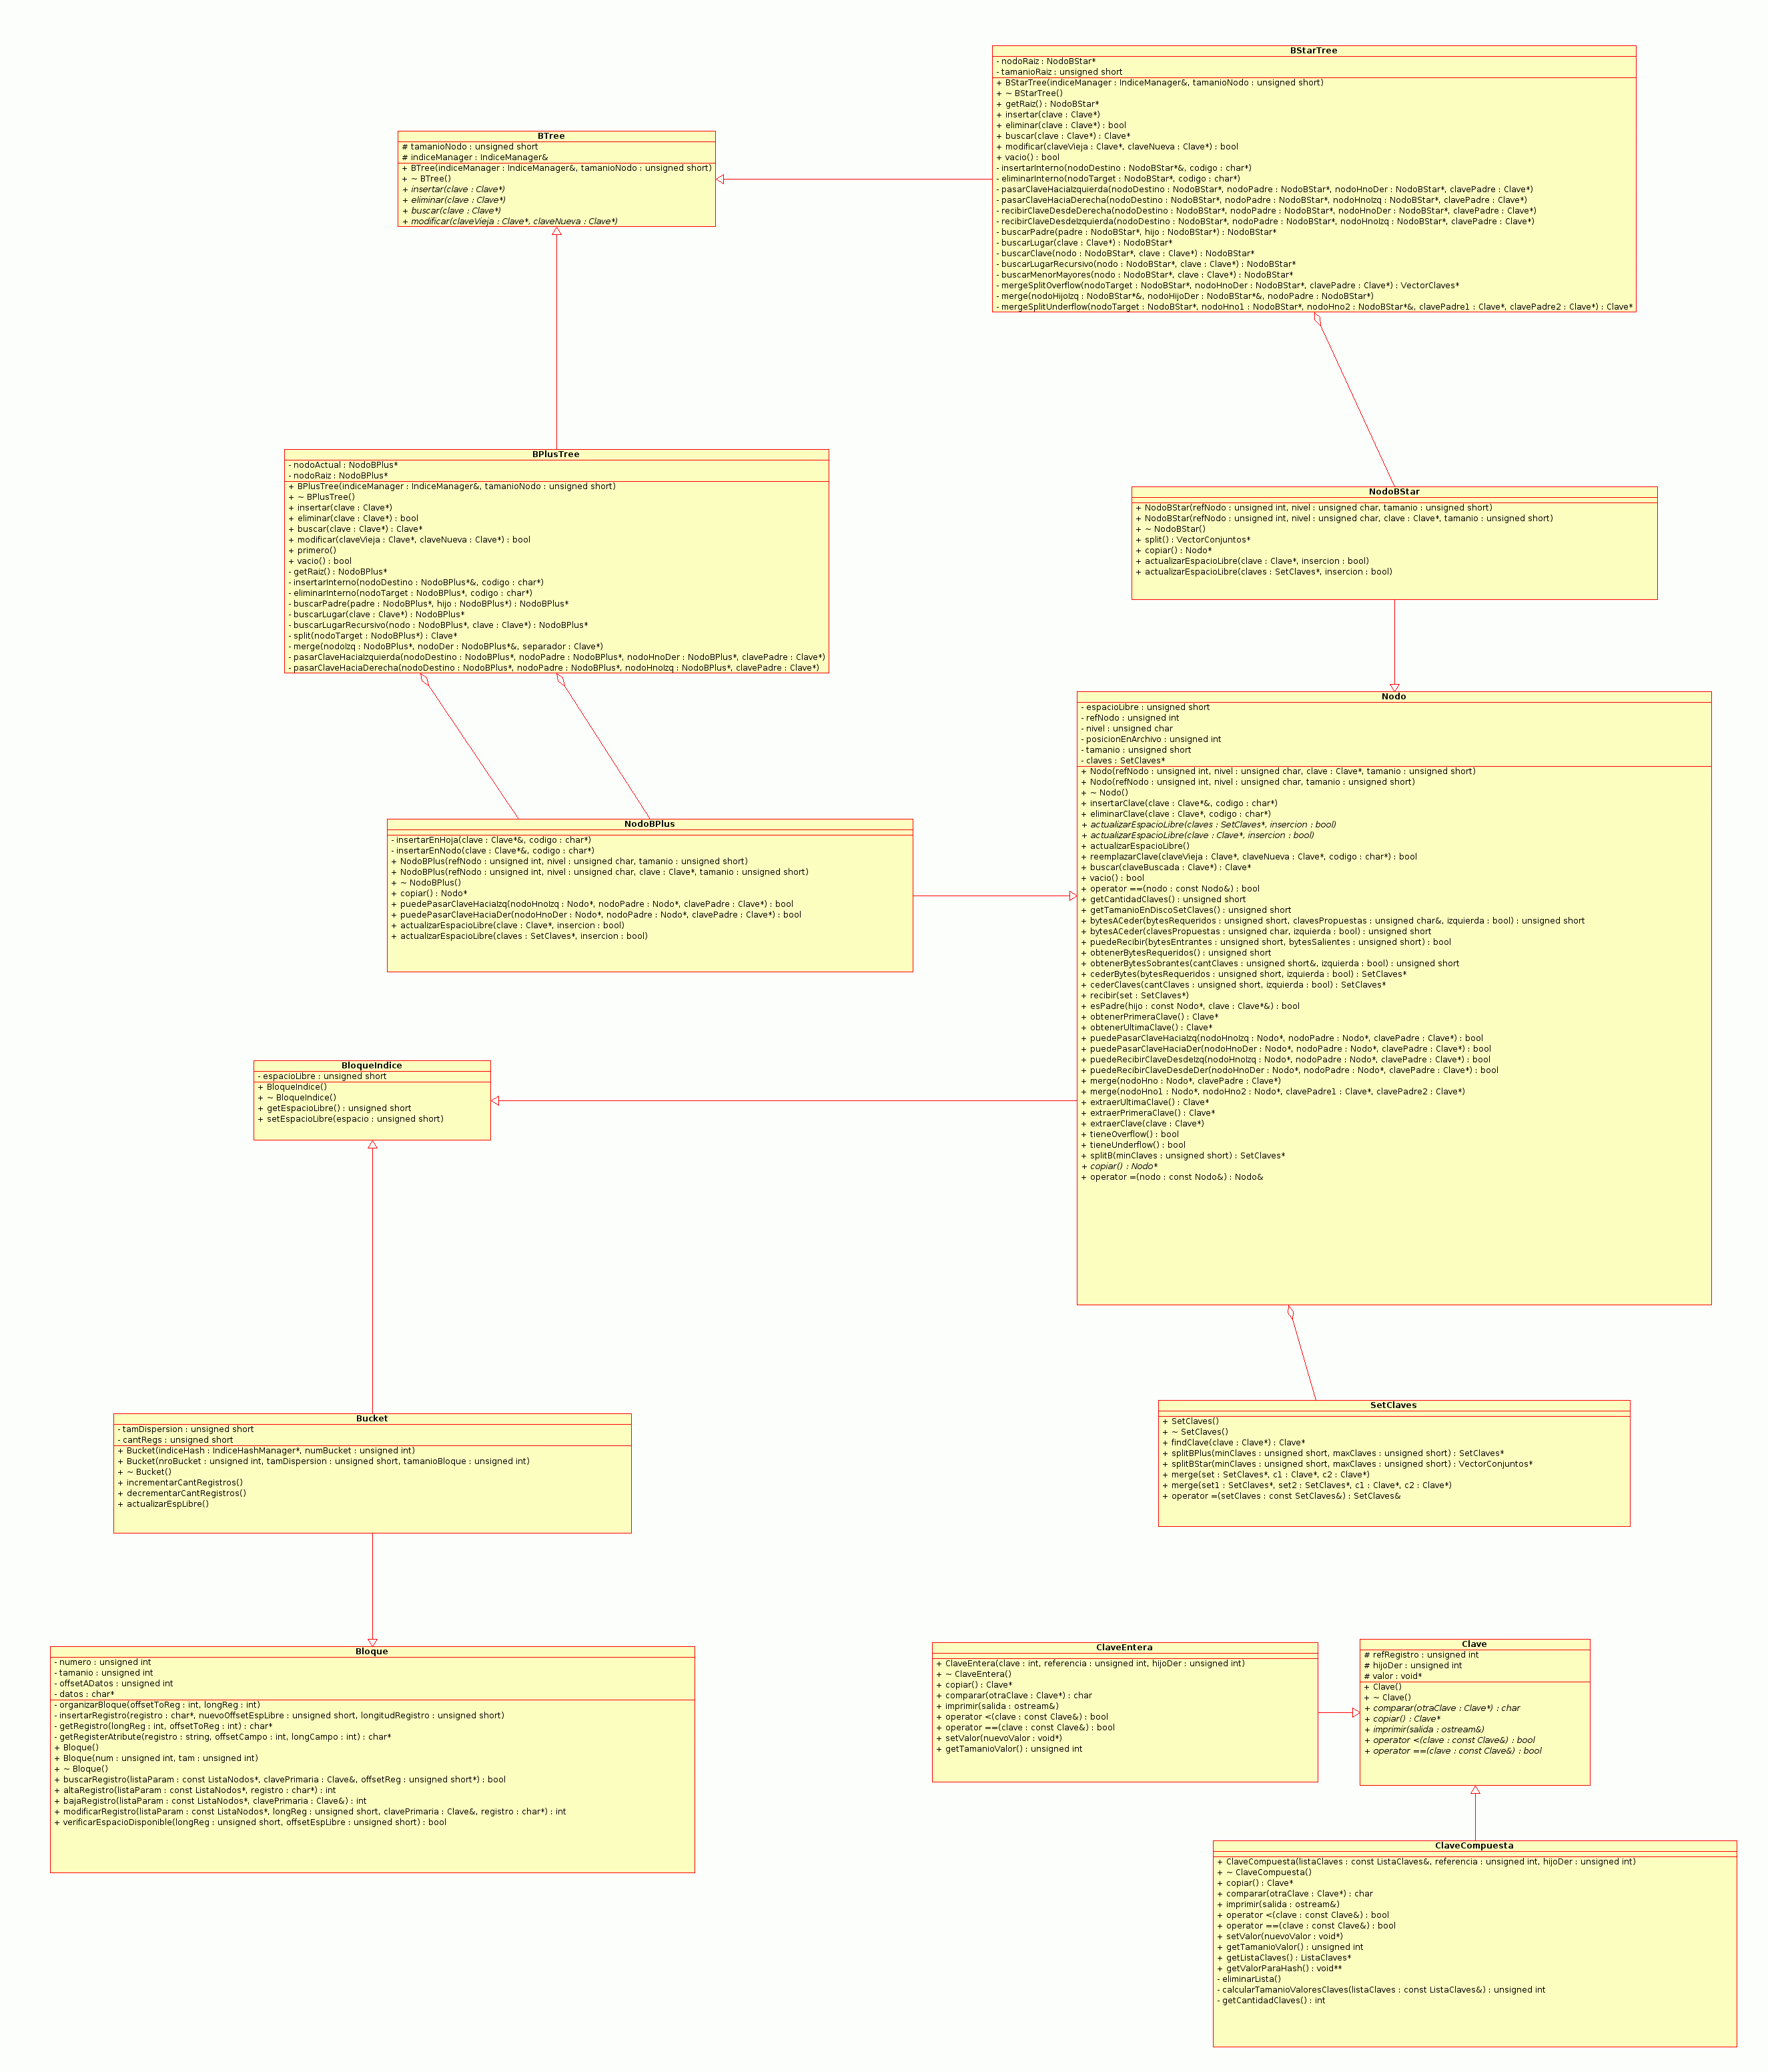 BStarTree
- nodoRaiz : NodoBStar*
- tamanioRaiz : unsigned short
+ BStarTree(indiceManager : IndiceManager&, tamanioNodo : unsigned short)
+ ~ BStarTree()
+ getRaiz() : NodoBStar*
+ insertar(clave : Clave*)
+ eliminar(clave : Clave*) : bool
+ buscar(clave : Clave*) : Clave*
+ modificar(claveVieja : Clave*, claveNueva : Clave*) : bool
+ vacio() : bool
- insertarInterno(nodoDestino : NodoBStar*&, codigo : char*)
- eliminarInterno(nodoTarget : NodoBStar*, codigo : char*)
- pasarClaveHaciaIzquierda(nodoDestino : NodoBStar*, nodoPadre : NodoBStar*, nodoHnoDer : NodoBStar*, clavePadre : Clave*)
- pasarClaveHaciaDerecha(nodoDestino : NodoBStar*, nodoPadre : NodoBStar*, nodoHnoIzq : NodoBStar*, clavePadre : Clave*)
- recibirClaveDesdeDerecha(nodoDestino : NodoBStar*, nodoPadre : NodoBStar*, nodoHnoDer : NodoBStar*, clavePadre : Clave*)
- recibirClaveDesdeIzquierda(nodoDestino : NodoBStar*, nodoPadre : NodoBStar*, nodoHnoIzq : NodoBStar*, clavePadre : Clave*)
- buscarPadre(padre : NodoBStar*, hijo : NodoBStar*) : NodoBStar*
- buscarLugar(clave : Clave*) : NodoBStar*
- buscarClave(nodo : NodoBStar*, clave : Clave*) : NodoBStar*
- buscarLugarRecursivo(nodo : NodoBStar*, clave : Clave*) : NodoBStar*
- buscarMenorMayores(nodo : NodoBStar*, clave : Clave*) : NodoBStar*
- mergeSplitOverflow(nodoTarget : NodoBStar*, nodoHnoDer : NodoBStar*, clavePadre : Clave*) : VectorClaves*
- merge(nodoHijoIzq : NodoBStar*&, nodoHijoDer : NodoBStar*&, nodoPadre : NodoBStar*)
- mergeSplitUnderflow(nodoTarget : NodoBStar*, nodoHno1 : NodoBStar*, nodoHno2 : NodoBStar*&, clavePadre1 : Clave*, clavePadre2 : Clave*) : Clave*
BTree
# tamanioNodo : unsigned short
# indiceManager : IndiceManager&
+ BTree(indiceManager : IndiceManager&, tamanioNodo : unsigned short)
+ ~ BTree()
+ insertar(clave : Clave*)
+ eliminar(clave : Clave*)
+ buscar(clave : Clave*)
+ modificar(claveVieja : Clave*, claveNueva : Clave*)
BPlusTree
- nodoActual : NodoBPlus*
- nodoRaiz : NodoBPlus*
+ BPlusTree(indiceManager : IndiceManager&, tamanioNodo : unsigned short)
+ ~ BPlusTree()
+ insertar(clave : Clave*)
+ eliminar(clave : Clave*) : bool
+ buscar(clave : Clave*) : Clave*
+ modificar(claveVieja : Clave*, claveNueva : Clave*) : bool
+ primero()
+ vacio() : bool
- getRaiz() : NodoBPlus*
- insertarInterno(nodoDestino : NodoBPlus*&, codigo : char*)
- eliminarInterno(nodoTarget : NodoBPlus*, codigo : char*)
- buscarPadre(padre : NodoBPlus*, hijo : NodoBPlus*) : NodoBPlus*
- buscarLugar(clave : Clave*) : NodoBPlus*
- buscarLugarRecursivo(nodo : NodoBPlus*, clave : Clave*) : NodoBPlus*
- split(nodoTarget : NodoBPlus*) : Clave*
- merge(nodoIzq : NodoBPlus*, nodoDer : NodoBPlus*&, separador : Clave*)
- pasarClaveHaciaIzquierda(nodoDestino : NodoBPlus*, nodoPadre : NodoBPlus*, nodoHnoDer : NodoBPlus*, clavePadre : Clave*)
- pasarClaveHaciaDerecha(nodoDestino : NodoBPlus*, nodoPadre : NodoBPlus*, nodoHnoIzq : NodoBPlus*, clavePadre : Clave*)
NodoBStar
+ NodoBStar(refNodo : unsigned int, nivel : unsigned char, tamanio : unsigned short)
+ NodoBStar(refNodo : unsigned int, nivel : unsigned char, clave : Clave*, tamanio : unsigned short)
+ ~ NodoBStar()
+ split() : VectorConjuntos*
+ copiar() : Nodo*
+ actualizarEspacioLibre(clave : Clave*, insercion : bool)
+ actualizarEspacioLibre(claves : SetClaves*, insercion : bool)
Nodo
- espacioLibre : unsigned short
- refNodo : unsigned int
- nivel : unsigned char
- posicionEnArchivo : unsigned int
- tamanio : unsigned short
- claves : SetClaves*
+ Nodo(refNodo : unsigned int, nivel : unsigned char, clave : Clave*, tamanio : unsigned short)
+ Nodo(refNodo : unsigned int, nivel : unsigned char, tamanio : unsigned short)
+ ~ Nodo()
+ insertarClave(clave : Clave*&, codigo : char*)
+ eliminarClave(clave : Clave*, codigo : char*)
+ actualizarEspacioLibre(claves : SetClaves*, insercion : bool)
+ actualizarEspacioLibre(clave : Clave*, insercion : bool)
+ actualizarEspacioLibre()
+ reemplazarClave(claveVieja : Clave*, claveNueva : Clave*, codigo : char*) : bool
+ buscar(claveBuscada : Clave*) : Clave*
+ vacio() : bool
+ operator ==(nodo : const Nodo&) : bool
+ getCantidadClaves() : unsigned short
+ getTamanioEnDiscoSetClaves() : unsigned short
+ bytesACeder(bytesRequeridos : unsigned short, clavesPropuestas : unsigned char&, izquierda : bool) : unsigned short
+ bytesACeder(clavesPropuestas : unsigned char, izquierda : bool) : unsigned short
+ puedeRecibir(bytesEntrantes : unsigned short, bytesSalientes : unsigned short) : bool
+ obtenerBytesRequeridos() : unsigned short
+ obtenerBytesSobrantes(cantClaves : unsigned short&, izquierda : bool) : unsigned short
+ cederBytes(bytesRequeridos : unsigned short, izquierda : bool) : SetClaves*
+ cederClaves(cantClaves : unsigned short, izquierda : bool) : SetClaves*
+ recibir(set : SetClaves*)
+ esPadre(hijo : const Nodo*, clave : Clave*&) : bool
+ obtenerPrimeraClave() : Clave*
+ obtenerUltimaClave() : Clave*
+ puedePasarClaveHaciaIzq(nodoHnoIzq : Nodo*, nodoPadre : Nodo*, clavePadre : Clave*) : bool
+ puedePasarClaveHaciaDer(nodoHnoDer : Nodo*, nodoPadre : Nodo*, clavePadre : Clave*) : bool
+ puedeRecibirClaveDesdeIzq(nodoHnoIzq : Nodo*, nodoPadre : Nodo*, clavePadre : Clave*) : bool
+ puedeRecibirClaveDesdeDer(nodoHnoDer : Nodo*, nodoPadre : Nodo*, clavePadre : Clave*) : bool
+ merge(nodoHno : Nodo*, clavePadre : Clave*)
+ merge(nodoHno1 : Nodo*, nodoHno2 : Nodo*, clavePadre1 : Clave*, clavePadre2 : Clave*)
+ extraerUltimaClave() : Clave*
+ extraerPrimeraClave() : Clave*
+ extraerClave(clave : Clave*)
+ tieneOverflow() : bool
+ tieneUnderflow() : bool
+ splitB(minClaves : unsigned short) : SetClaves*
+ copiar() : Nodo*
+ operator =(nodo : const Nodo&) : Nodo&
NodoBPlus
- insertarEnHoja(clave : Clave*&, codigo : char*)
- insertarEnNodo(clave : Clave*&, codigo : char*)
+ NodoBPlus(refNodo : unsigned int, nivel : unsigned char, tamanio : unsigned short)
+ NodoBPlus(refNodo : unsigned int, nivel : unsigned char, clave : Clave*, tamanio : unsigned short)
+ ~ NodoBPlus()
+ copiar() : Nodo*
+ puedePasarClaveHaciaIzq(nodoHnoIzq : Nodo*, nodoPadre : Nodo*, clavePadre : Clave*) : bool
+ puedePasarClaveHaciaDer(nodoHnoDer : Nodo*, nodoPadre : Nodo*, clavePadre : Clave*) : bool
+ actualizarEspacioLibre(clave : Clave*, insercion : bool)
+ actualizarEspacioLibre(claves : SetClaves*, insercion : bool)
BloqueIndice
- espacioLibre : unsigned short
+ BloqueIndice()
+ ~ BloqueIndice()
+ getEspacioLibre() : unsigned short
+ setEspacioLibre(espacio : unsigned short)
Bucket
- tamDispersion : unsigned short
- cantRegs : unsigned short
+ Bucket(indiceHash : IndiceHashManager*, numBucket : unsigned int)
+ Bucket(nroBucket : unsigned int, tamDispersion : unsigned short, tamanioBloque : unsigned int)
+ ~ Bucket()
+ incrementarCantRegistros()
+ decrementarCantRegistros()
+ actualizarEspLibre()
SetClaves
+ SetClaves()
+ ~ SetClaves()
+ findClave(clave : Clave*) : Clave*
+ splitBPlus(minClaves : unsigned short, maxClaves : unsigned short) : SetClaves*
+ splitBStar(minClaves : unsigned short, maxClaves : unsigned short) : VectorConjuntos*
+ merge(set : SetClaves*, c1 : Clave*, c2 : Clave*)
+ merge(set1 : SetClaves*, set2 : SetClaves*, c1 : Clave*, c2 : Clave*)
+ operator =(setClaves : const SetClaves&) : SetClaves&
Bloque
- numero : unsigned int
- tamanio : unsigned int
- offsetADatos : unsigned int
- datos : char*
- organizarBloque(offsetToReg : int, longReg : int)
- insertarRegistro(registro : char*, nuevoOffsetEspLibre : unsigned short, longitudRegistro : unsigned short)
- getRegistro(longReg : int, offsetToReg : int) : char*
- getRegisterAtribute(registro : string, offsetCampo : int, longCampo : int) : char*
+ Bloque()
+ Bloque(num : unsigned int, tam : unsigned int)
+ ~ Bloque()
+ buscarRegistro(listaParam : const ListaNodos*, clavePrimaria : Clave&, offsetReg : unsigned short*) : bool
+ altaRegistro(listaParam : const ListaNodos*, registro : char*) : int
+ bajaRegistro(listaParam : const ListaNodos*, clavePrimaria : Clave&) : int
+ modificarRegistro(listaParam : const ListaNodos*, longReg : unsigned short, clavePrimaria : Clave&, registro : char*) : int
+ verificarEspacioDisponible(longReg : unsigned short, offsetEspLibre : unsigned short) : bool
ClaveEntera
+ ClaveEntera(clave : int, referencia : unsigned int, hijoDer : unsigned int)
+ ~ ClaveEntera()
+ copiar() : Clave*
+ comparar(otraClave : Clave*) : char
+ imprimir(salida : ostream&)
+ operator <(clave : const Clave&) : bool
+ operator ==(clave : const Clave&) : bool
+ setValor(nuevoValor : void*)
+ getTamanioValor() : unsigned int
Clave
# refRegistro : unsigned int
# hijoDer : unsigned int
# valor : void*
+ Clave()
+ ~ Clave()
+ comparar(otraClave : Clave*) : char
+ copiar() : Clave*
+ imprimir(salida : ostream&)
+ operator <(clave : const Clave&) : bool
+ operator ==(clave : const Clave&) : bool
ClaveCompuesta
+ ClaveCompuesta(listaClaves : const ListaClaves&, referencia : unsigned int, hijoDer : unsigned int)
+ ~ ClaveCompuesta()
+ copiar() : Clave*
+ comparar(otraClave : Clave*) : char
+ imprimir(salida : ostream&)
+ operator <(clave : const Clave&) : bool
+ operator ==(clave : const Clave&) : bool
+ setValor(nuevoValor : void*)
+ getTamanioValor() : unsigned int
+ getListaClaves() : ListaClaves*
+ getValorParaHash() : void**
- eliminarLista()
- calcularTamanioValoresClaves(listaClaves : const ListaClaves&) : unsigned int
- getCantidadClaves() : int